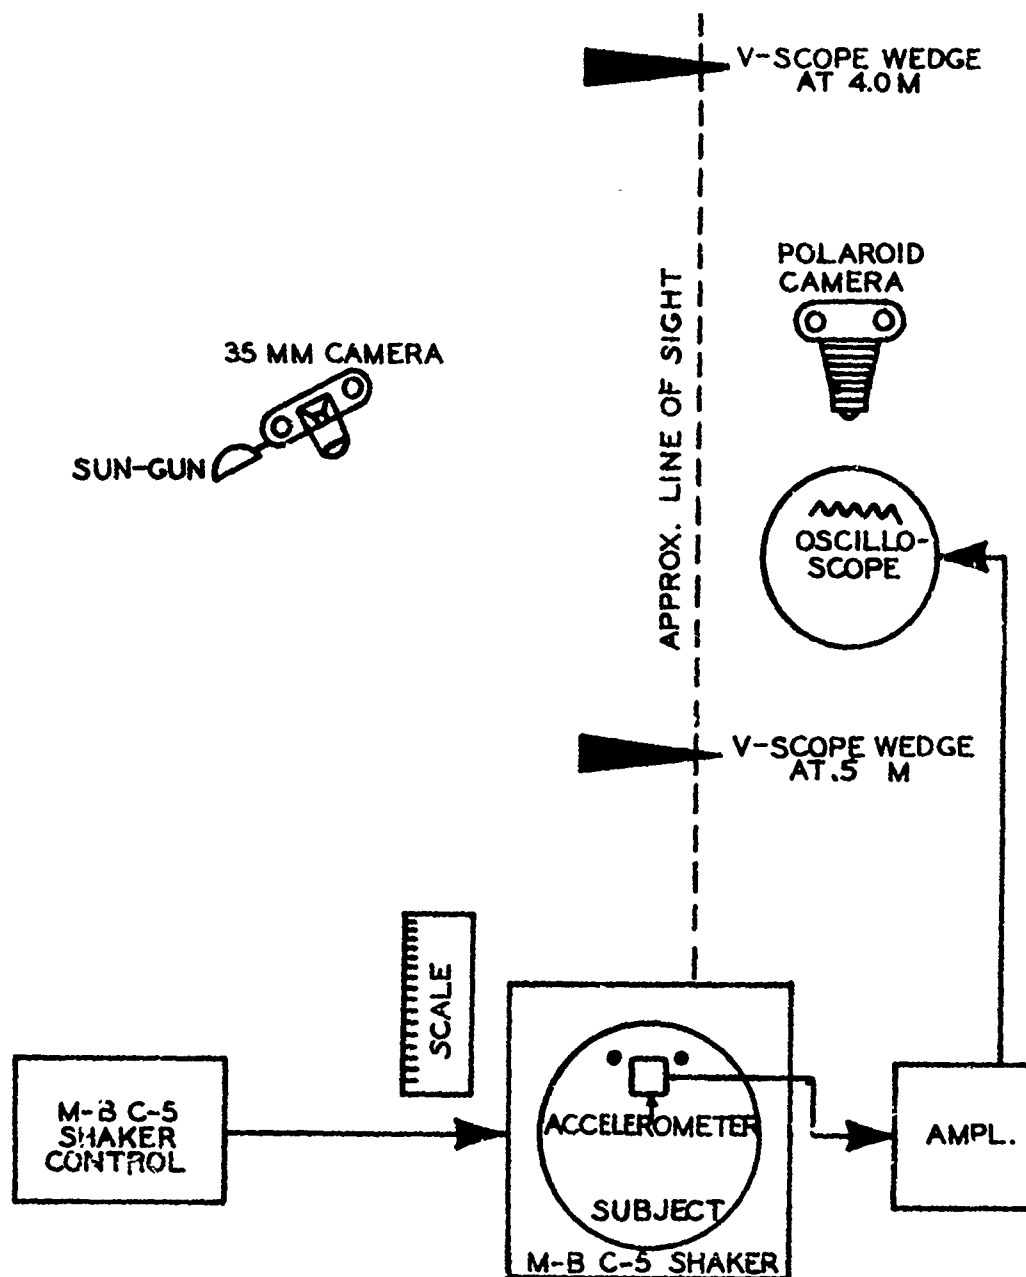 V-SCOPE WEDGE
AT 4.0 M
POLAROID
CAMERA
35 MM CAMERA
SUN-GUN
APPROX. LINE OF SIGHT
OSCILLO-
SCOPE
V-SCOPE WEDGE
AT .5 M
SCALE
M-B C-5
SHAKER
CONTROL
ACCELEROMETER
AMPL.
SUBJECT
M-B C-5 SHAKER